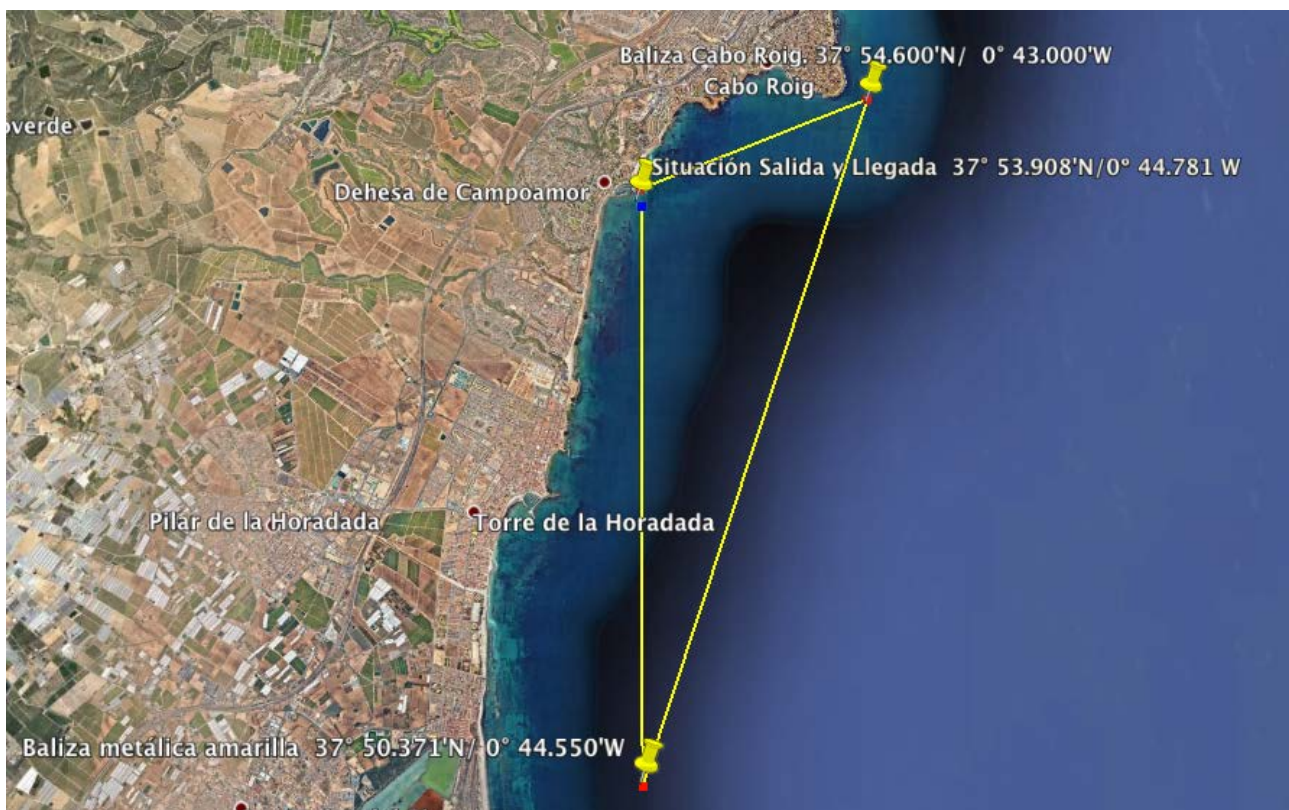 Baliza Cabo Roig. 37° 54.600'N/ 0° 43.000'W
Cabo Roig
overde
Situación Salida y Llegada 37° 53.908'N/0° 44.781 W
Dehesa de Campoamor
Pilar de la Horadada
Torre de la Horadada
Baliza metálica amarilla 37° 50.371'N/ 0° 44.550'W